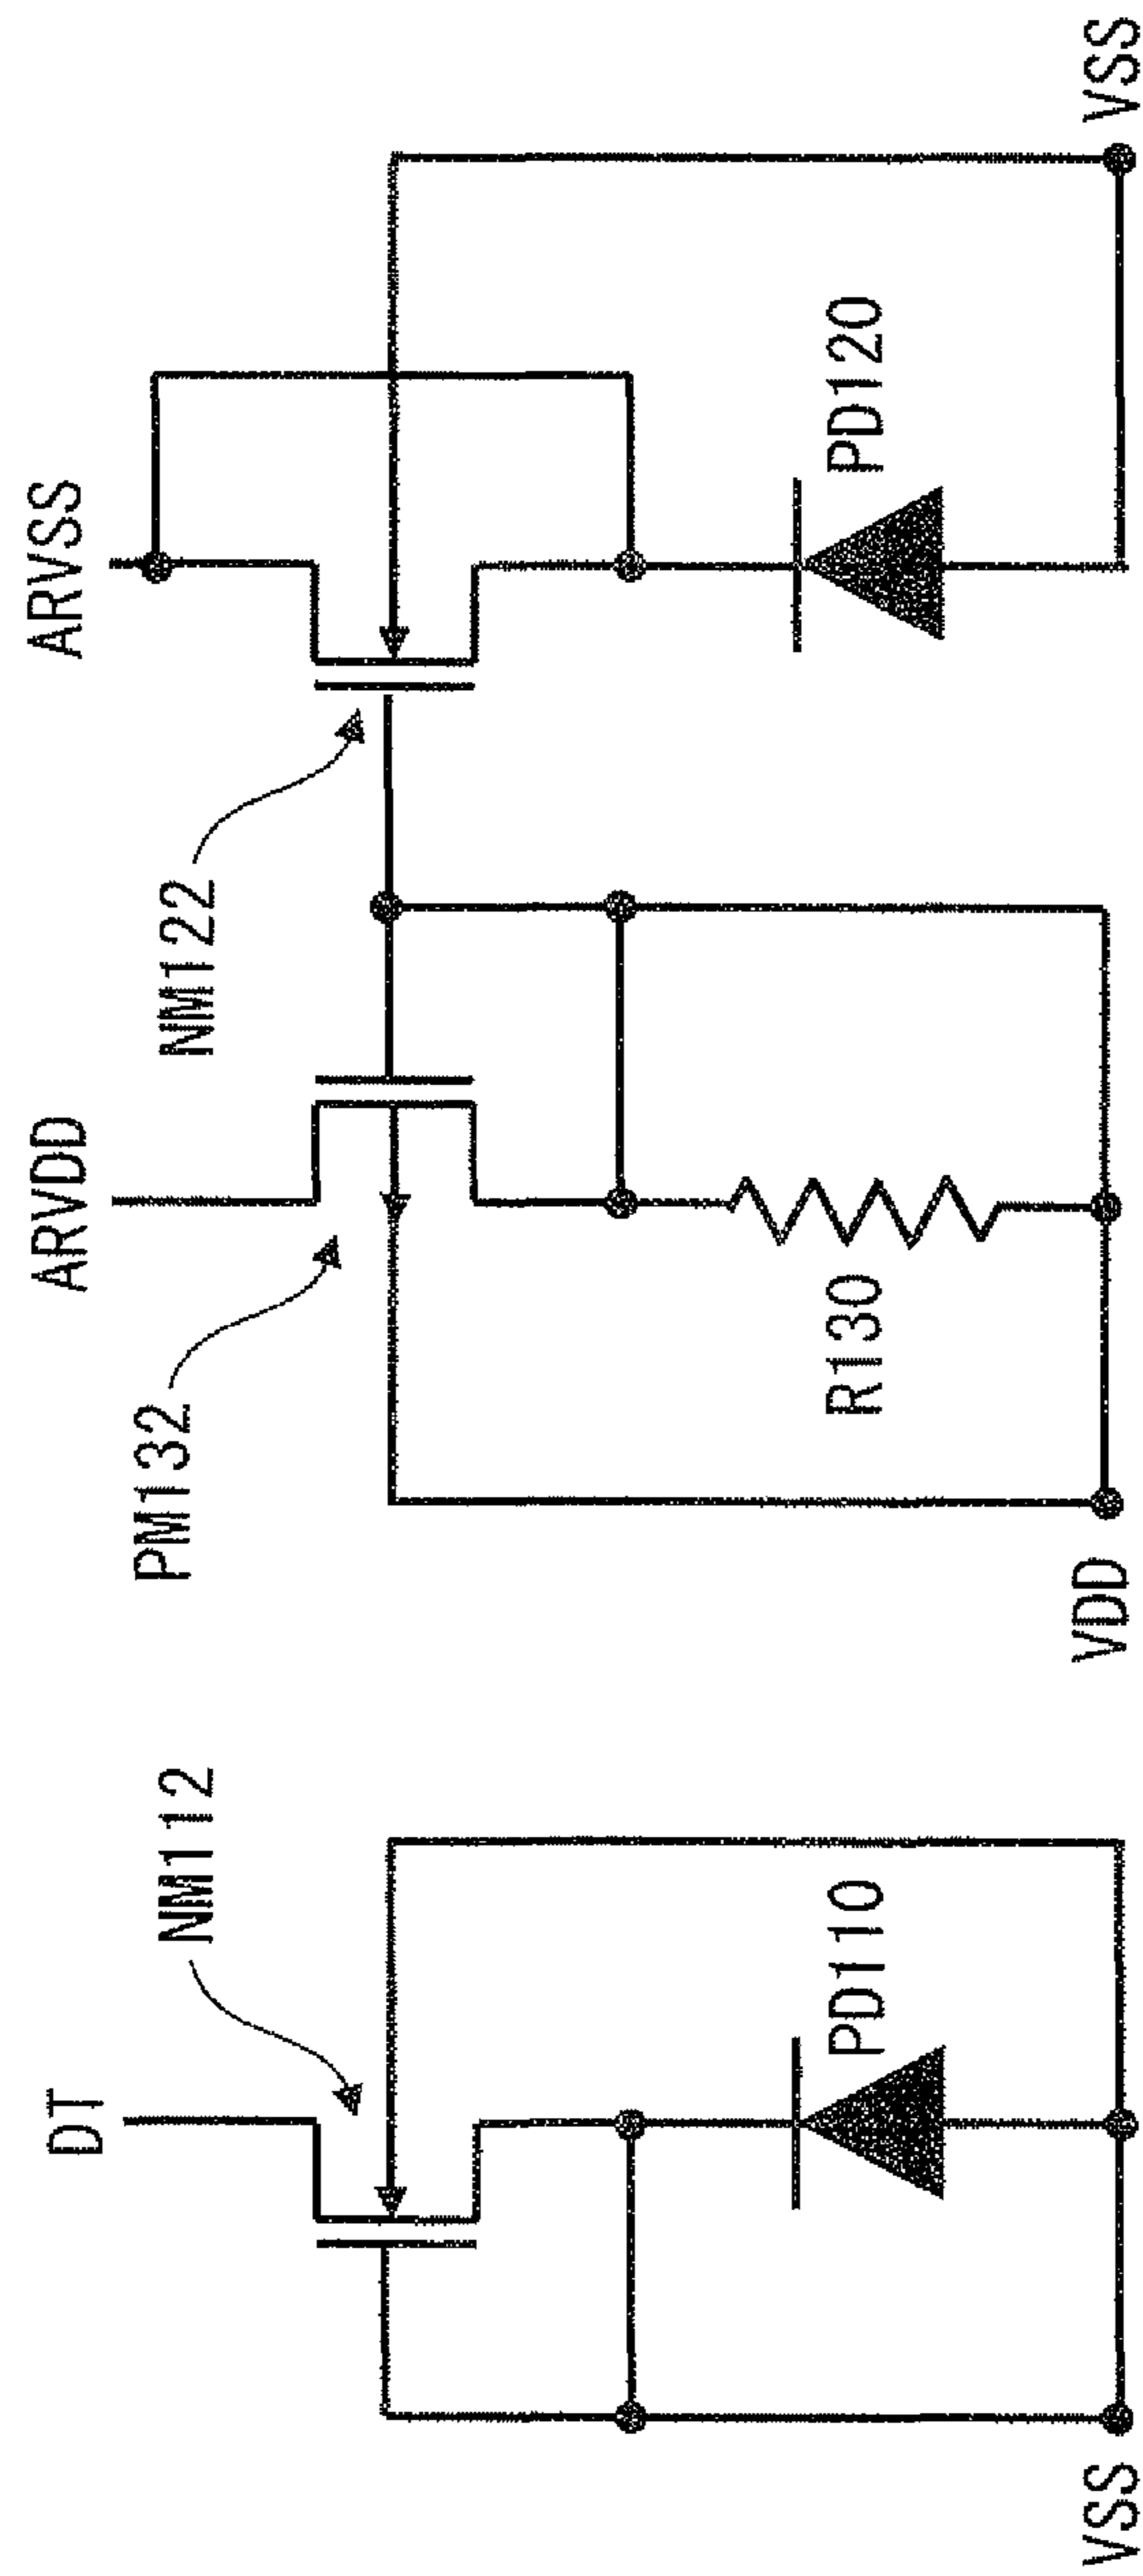 DT
NM112
PD110
VSS
ARVDD
PM132
R130
VDD
ARVSS
NM122
PD120
VSS